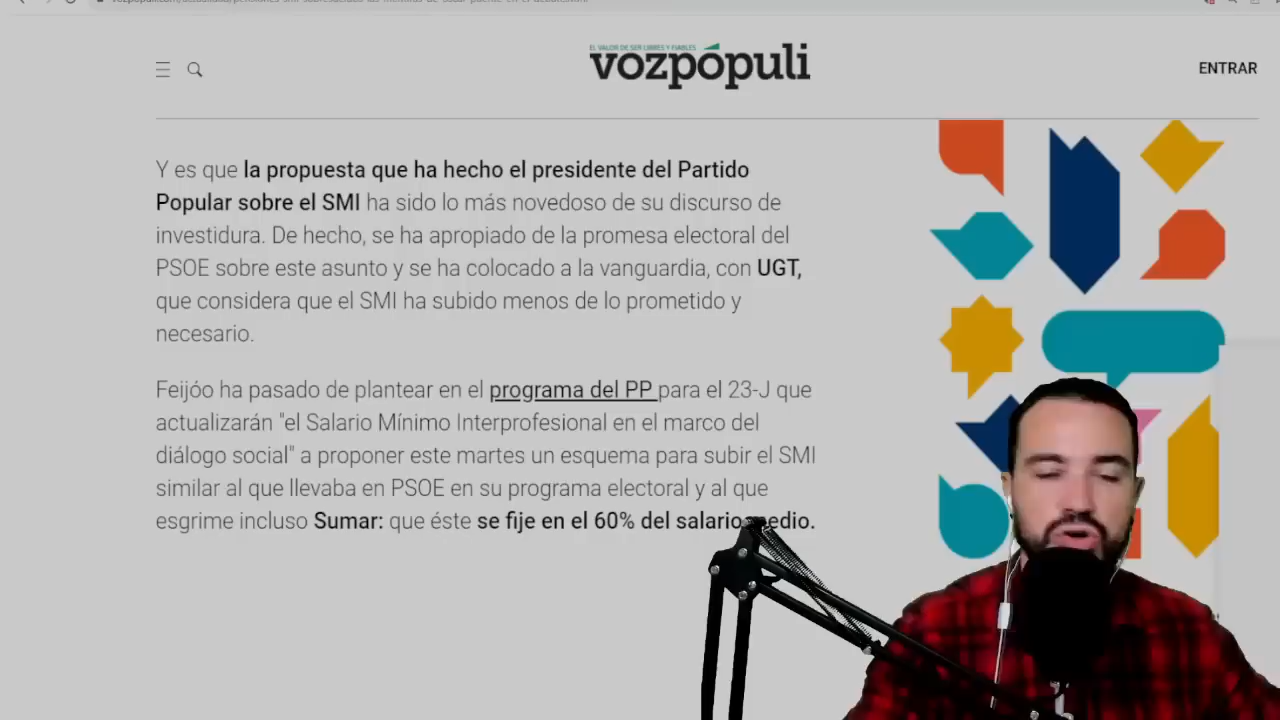 EL VALOR DE SER LIBRES Y FIABLES
vozpópuli
ENTRAR
Y es que la propuesta que ha hecho el presidente del Partido
Popular sobre el SMI ha sido lo más novedoso de su discurso de
investidura. De hecho, se ha apropiado de la promesa electoral del
PSOE sobre este asunto y se ha colocado a la vanguardia, con UGT,
que considera que el SMI ha subido menos de lo prometido y
necesario.
Feijóo ha pasado de plantear en el programa del PP para el 23-J que
actualizarán "el Salario Mínimo Interprofesional en el marco del
diálogo social" a proponer este martes un esquema para subir el SMI
similar al que llevaba en PSOE en su programa electoral y al que
esgrime incluso Sumar: que éste se fije en el 60% del salario medio.